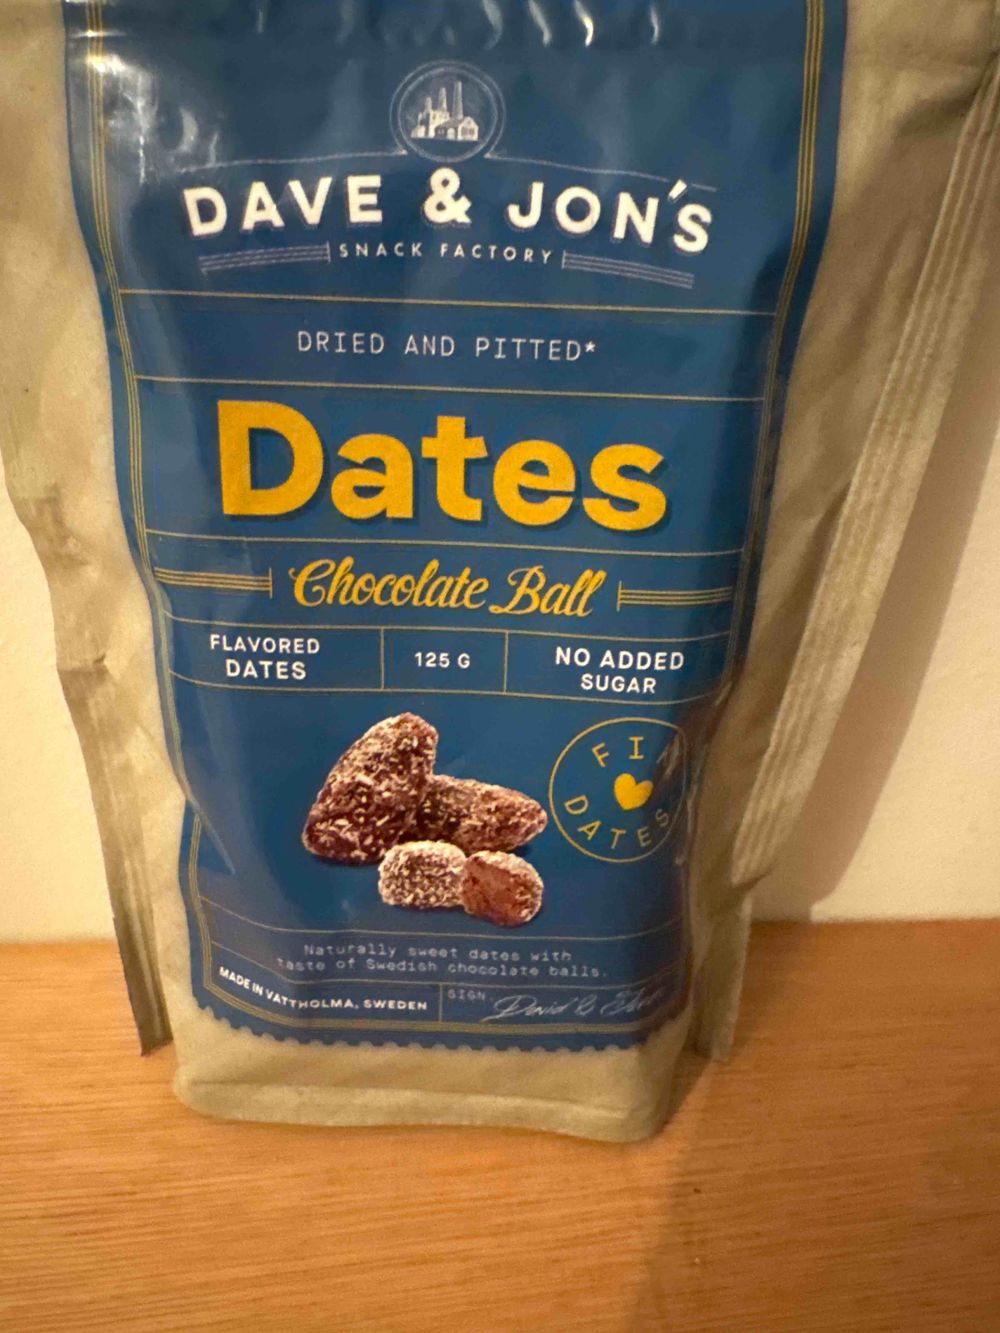 DAVE & JON'S
SNACK FACTORY
DRIED AND PITTED*
Dates
Chocolate Ball
FLAVORED
DATES
125 G
NO ADDED
SUGAR
DATES
Naturally sweet dates with
taste of Swedish chocolate balls.
MADE IN VATTHOLMA, SWEDEN
SIGN.
David &